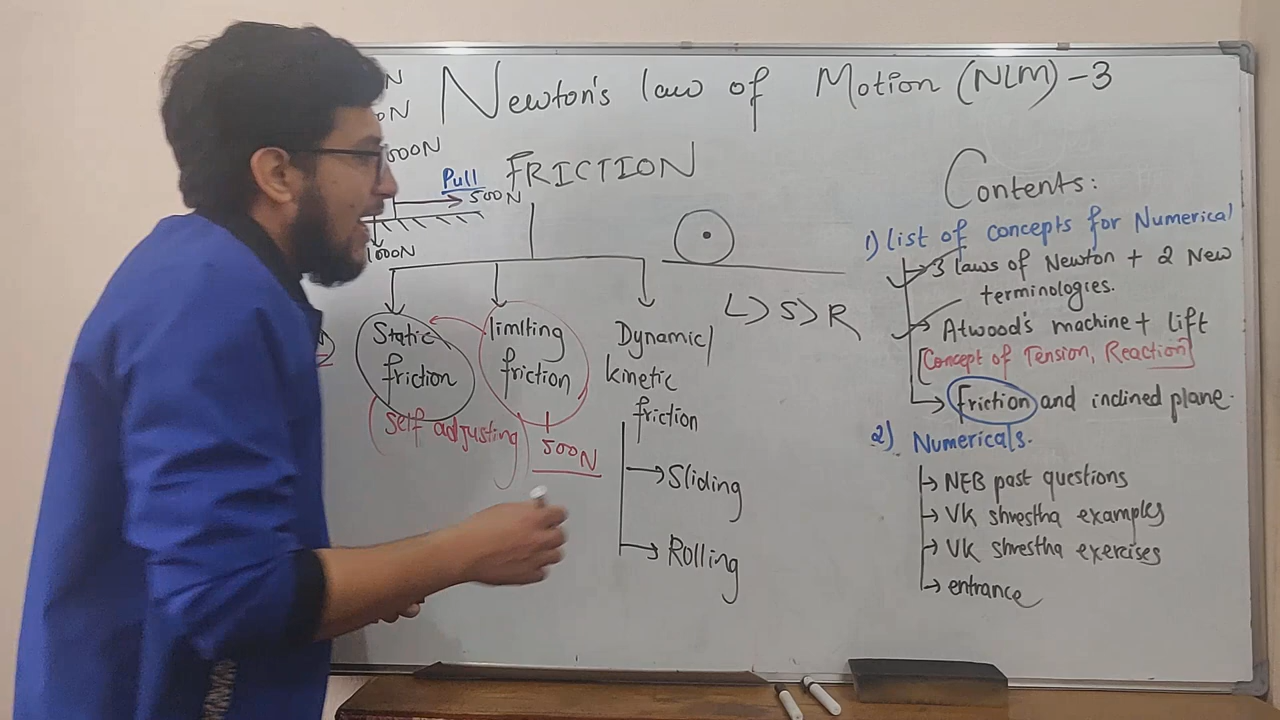 Newton's law of Motion (NLM) - 3
500N
FRICTION
Pull
500N
1000N
L > S > R
Static
friction
self adjusting
limiting
friction
500N
Dynamic/
kinetic
friction
→ Sliding
→ Rolling
Contents:
1) list of concepts for Numerical
→ 3 laws of Newton + 2 New
terminologies.
→ Atwood's machine + lift
[Concept of Tension, Reaction]
→ friction and inclined plane.
2) Numericals.
→ NEB past questions
→ VK shrestha examples
→ VK shrestha exercises
→ entrance